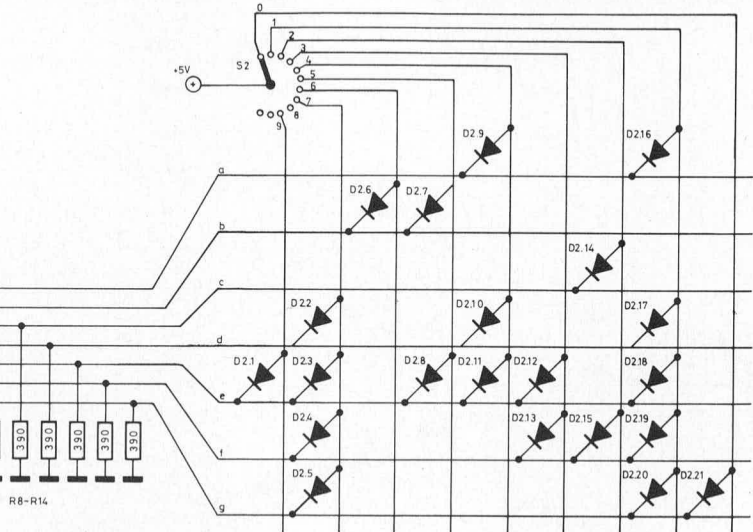 0
1
2
3
4
5
6
7
8
9
S2
+5V
+
D2.9
D2.16
a
D2.6
D2.7
b
D2.14
c
D2.2
D2.10
D2.17
d
D2.1
D2.3
D2.8
D2.11
D2.12
D2.18
e
D2.4
D2.13
D2.15
D2.19
f
D2.5
D2.20
D2.21
g
390
390
390
390
390
R8-R14